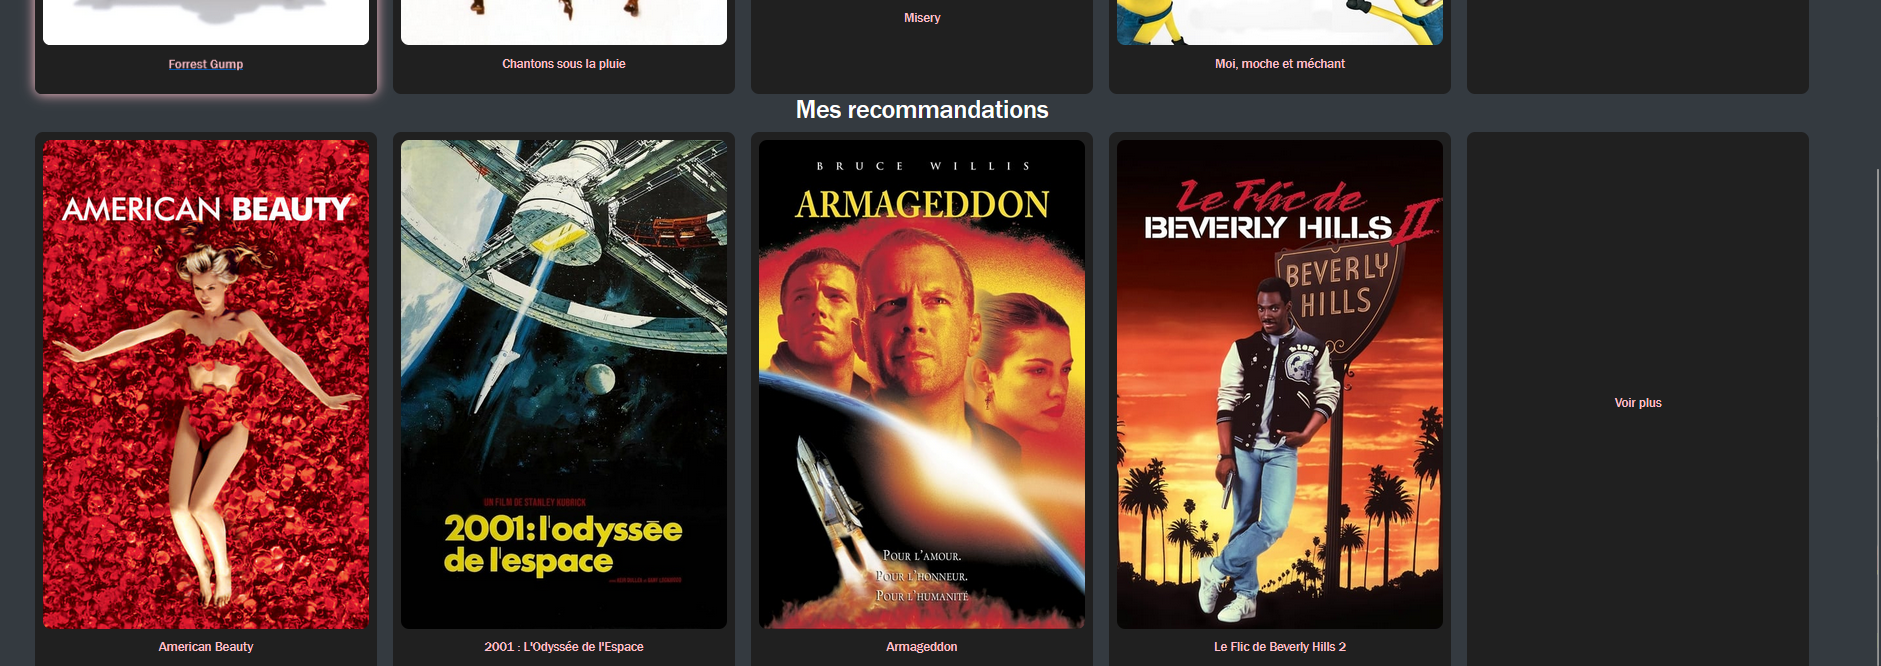 Misery
Forrest Gump
Chantons sous la pluie
Moi, moche et méchant
Mes recommandations
AMERICAN BEAUTY
American Beauty
UN FILM DE STANLEY KUBRICK
2001:l'odyssée
de l'espace
2001 : L'Odyssée de l'Espace
BRUCE WILLIS
ARMAGEDDON
POUR L'AMOUR.
POUR L'HONNEUR.
POUR L'HUMANITÉ
Armageddon
Le Flic de
BEVERLY HILLS II
BEVERLY
HILLS
Le Flic de Beverly Hills 2
Voir plus